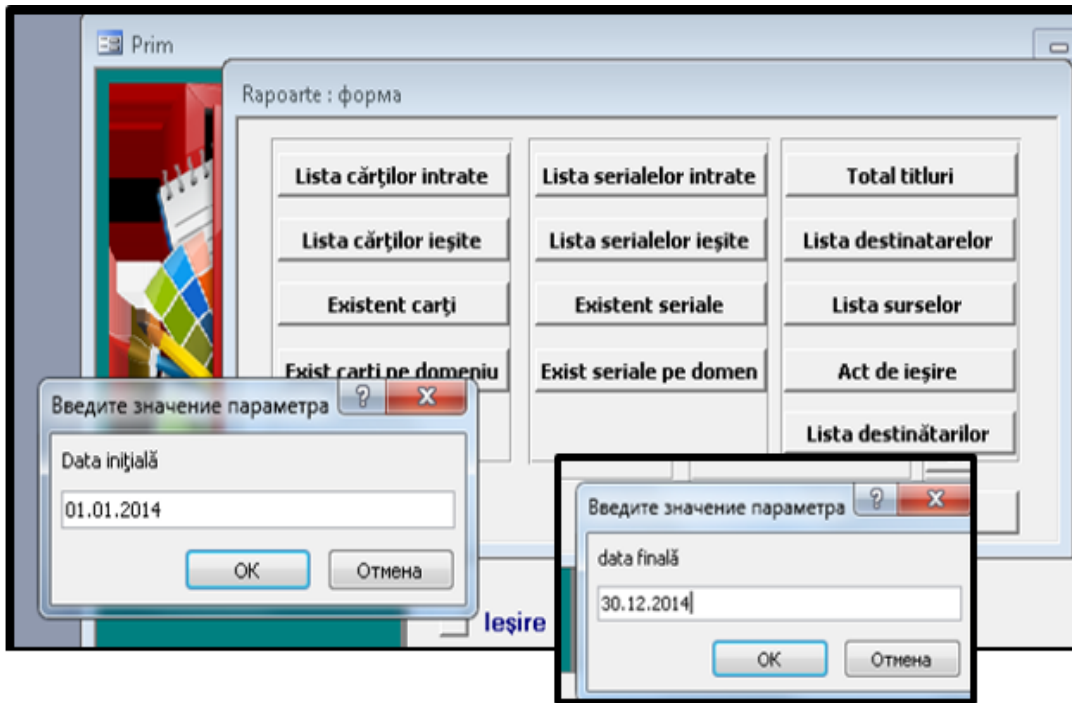 Prim
Rapoarte : форма
Lista cărţilor intrate
Lista serialelor intrate
Total titluri
Lista cărţilor ieşite
Lista serialelor ieşite
Lista destinatarelor
Existent carţi
Existent seriale
Lista surselor
Exist carti pe domeniu
Exist seriale pe domen
Act de ieşire
Lista destinătarilor
Введите значение параметра
Data iniţială
01.01.2014
OK
Отмена
Ieşire
Введите значение параметра
data finală
30.12.2014
OK
Отмена